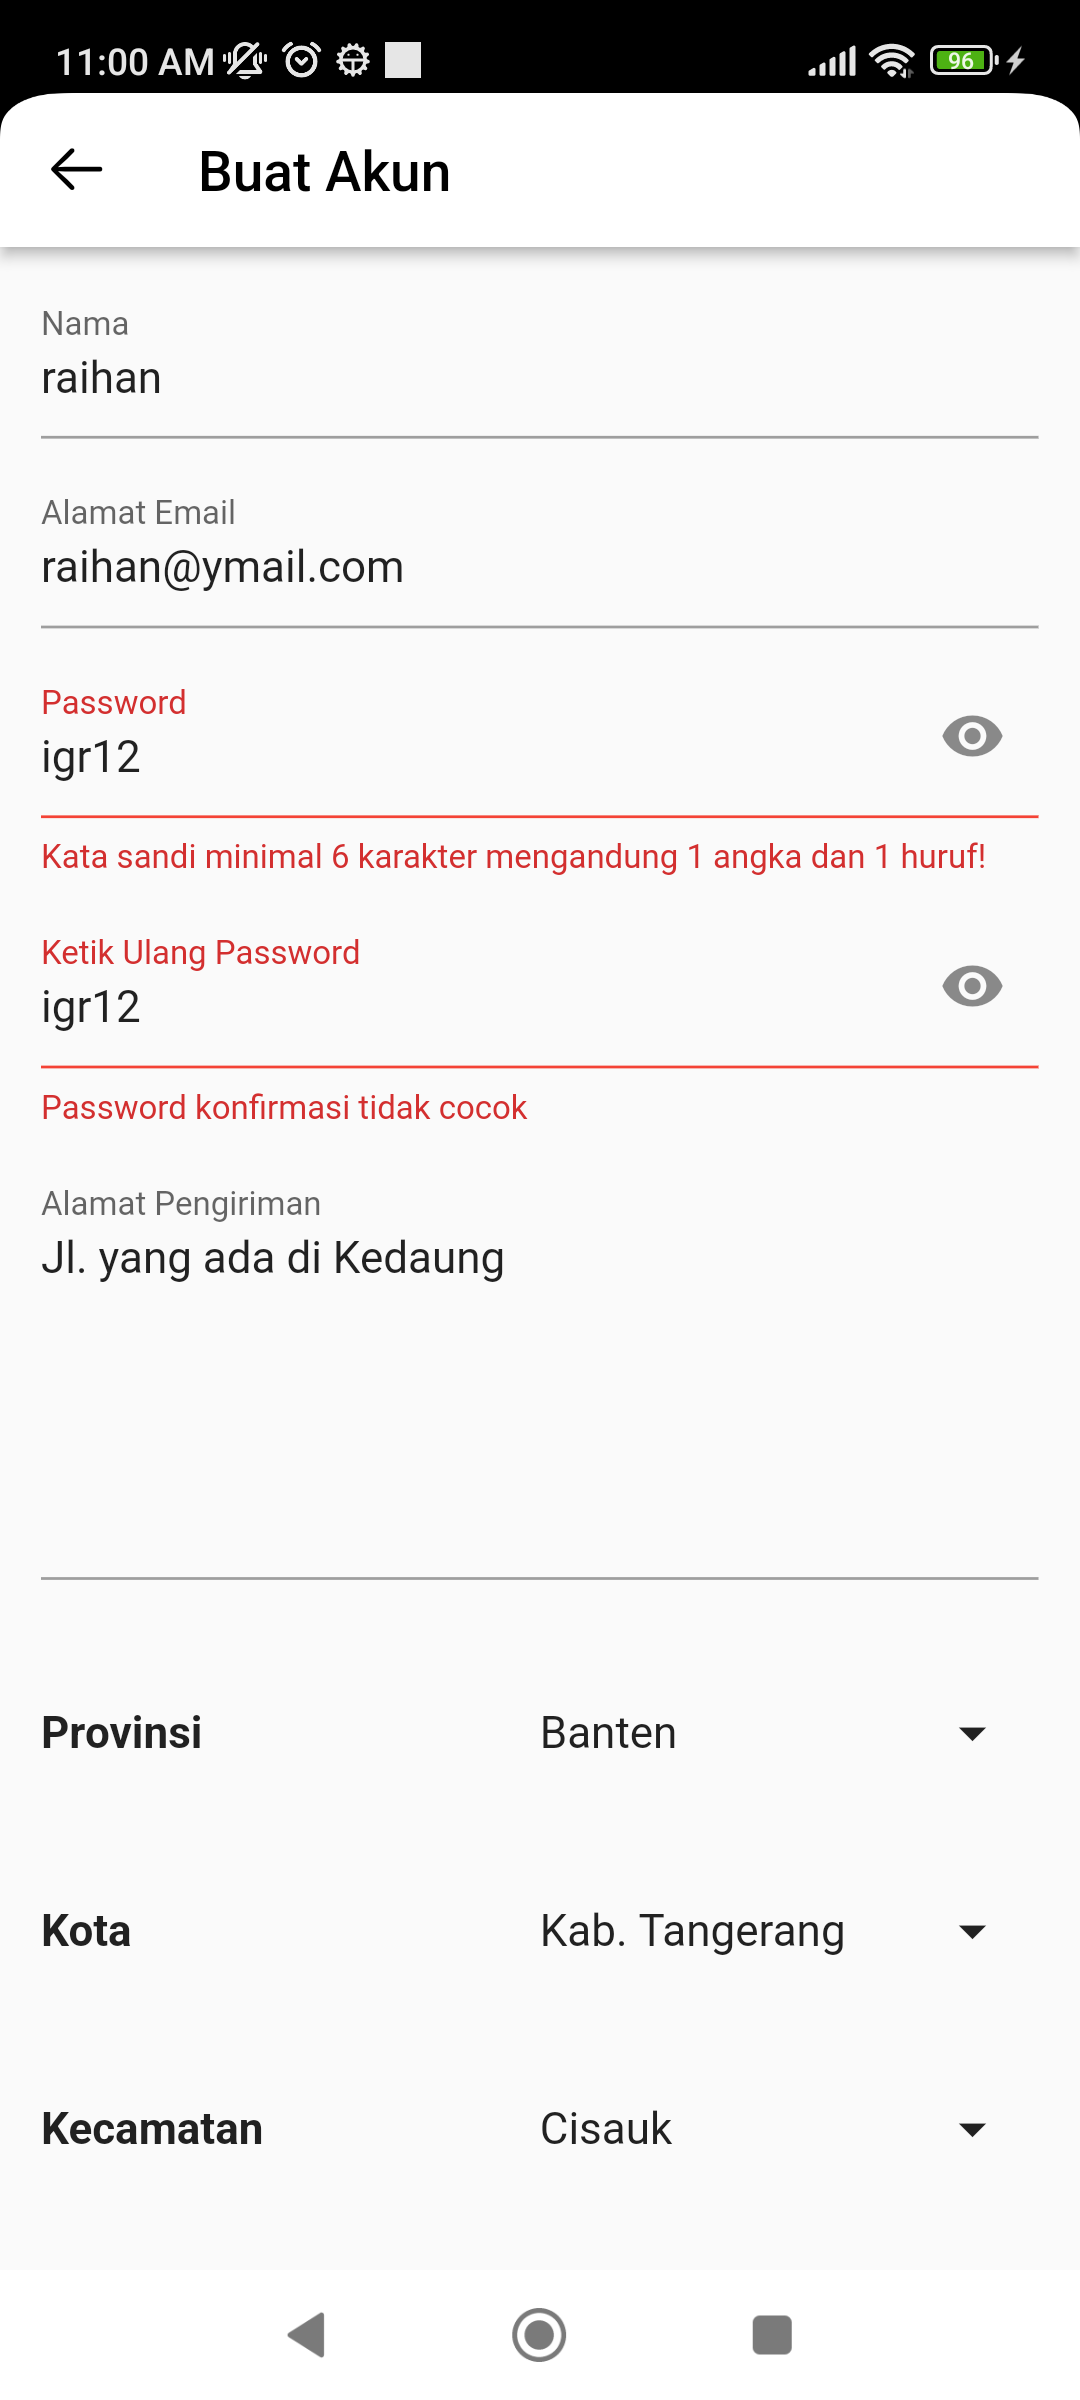 11:00 AM
96
Buat Akun
Nama
raihan
Alamat Email
raihan@ymail.com
Password
igr12
Kata sandi minimal 6 karakter mengandung 1 angka dan 1 huruf!
Ketik Ulang Password
igr12
Password konfirmasi tidak cocok
Alamat Pengiriman
Jl. yang ada di Kedaung
Provinsi Banten
Kota Kab. Tangerang
Kecamatan Cisauk